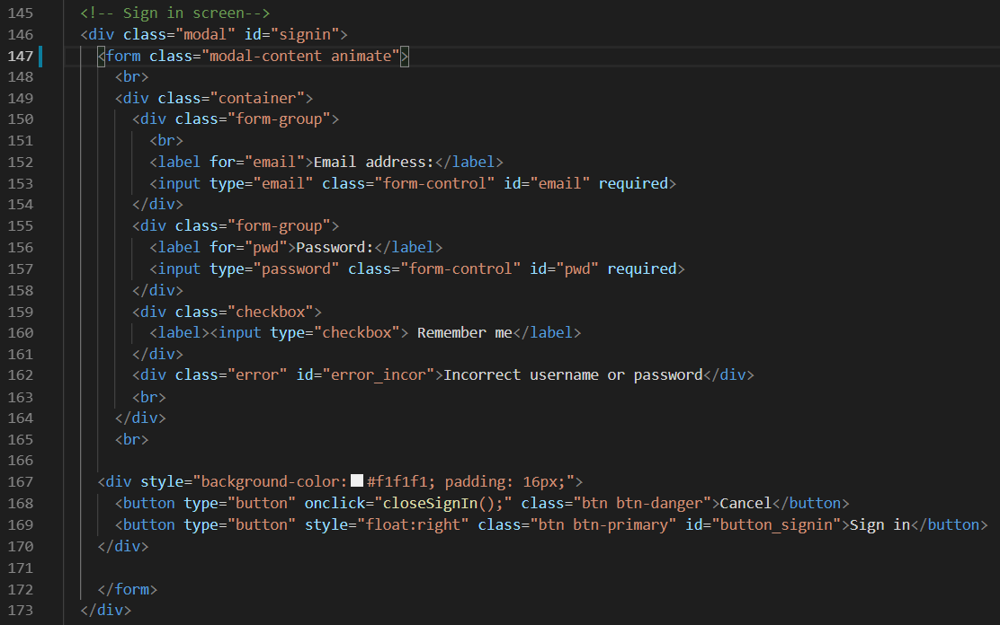 145 <!-- Sign in screen-->
146 <div class="modal" id="signin">
147 <form class="modal-content animate">
148 <br>
149 <div class="container">
150 <div class="form-group">
151 <br>
152 <label for="email">Email address:</label>
153 <input type="email" class="form-control" id="email" required>
154 </div>
155 <div class="form-group">
156 <label for="pwd">Password:</label>
157 <input type="password" class="form-control" id="pwd" required>
158 </div>
159 <div class="checkbox">
160 <label><input type="checkbox"> Remember me</label>
161 </div>
162 <div class="error" id="error_incor">Incorrect username or password</div>
163 <br>
164 </div>
165 <br>
166
167 <div style="background-color:#f1f1f1; padding: 16px;">
168 <button type="button" onclick="closeSignIn();" class="btn btn-danger">Cancel</button>
169 <button type="button" style="float:right" class="btn btn-primary" id="button_signin">Sign in</button>
170 </div>
171
172 </form>
173 </div>